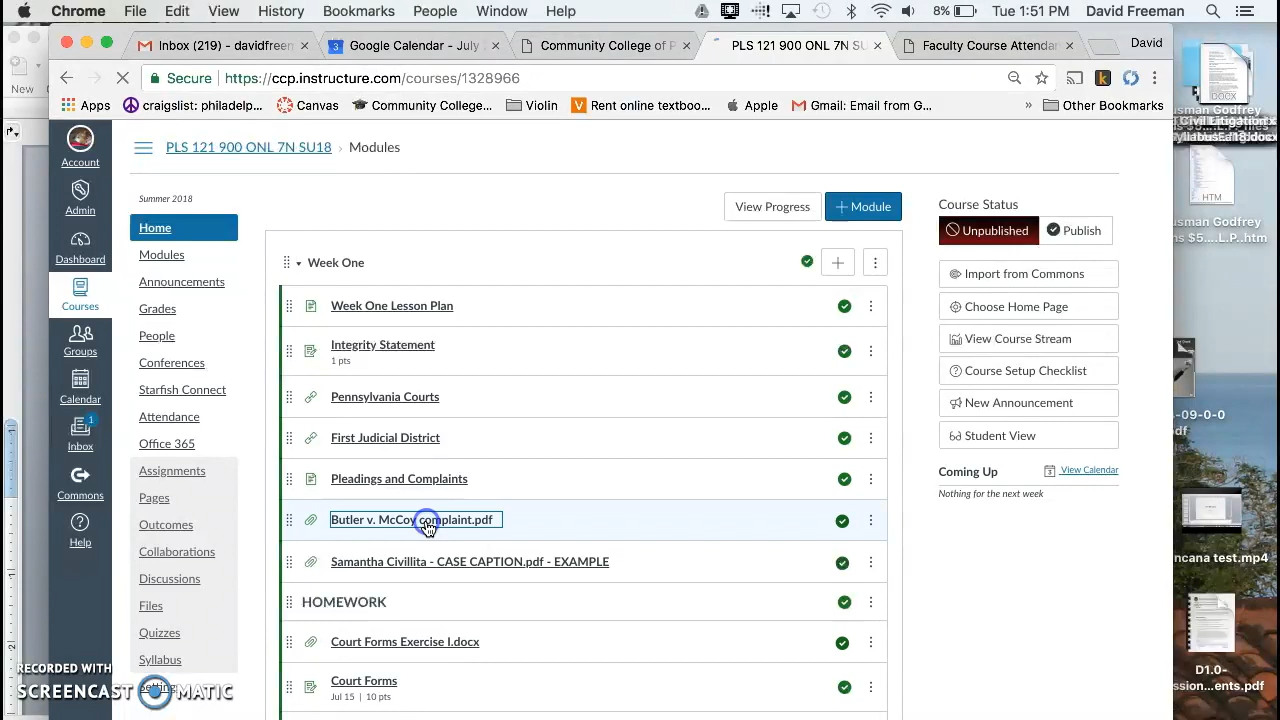 Chrome File Edit View History Bookmarks People Window Help 8% Tue 1:51 PM David Freeman
Inbox (219) - davidfreen × Google Calendar - July × Community College of P × PLS 121 900 ONL 7N SU × Faculty Course Attendan × David
Secure | https://ccp.instructure.com/courses/1328966
Apps craigslist: philadelp... Canvas Community College... Violin V Rent online textbo... Apple Gmail: Email from G... » Other Bookmarks
New
DOCX
HTM
D1.0-
ncana test.mp4
Account
Admin
Dashboard
Courses
Groups
Calendar
1
Inbox
Commons
Help
PLS 121 900 ONL 7N SU18 › Modules
Summer 2018
Home
Modules
Announcements
Grades
People
Conferences
Starfish Connect
Attendance
Office 365
Assignments
Pages
Outcomes
Collaborations
Discussions
Files
Quizzes
Syllabus
View Progress
+ Module
Week One
Week One Lesson Plan
Integrity Statement
1 pts
Pennsylvania Courts
First Judicial District
Pleadings and Complaints
Butler v. McCoy complaint.pdf
Samantha Civillita - CASE CAPTION.pdf - EXAMPLE
HOMEWORK
Court Forms Exercise I.docx
Court Forms
Jul 15 | 10 pts
Course Status
Unpublished Publish
Import from Commons
Choose Home Page
View Course Stream
Course Setup Checklist
New Announcement
Student View
Coming Up View Calendar
Nothing for the next week
sman Godfrey
ns $5....L.P..htm
-09-0-0
df
ssion...ents.pdf
RECORDED WITH
SCREENCAST MATIC